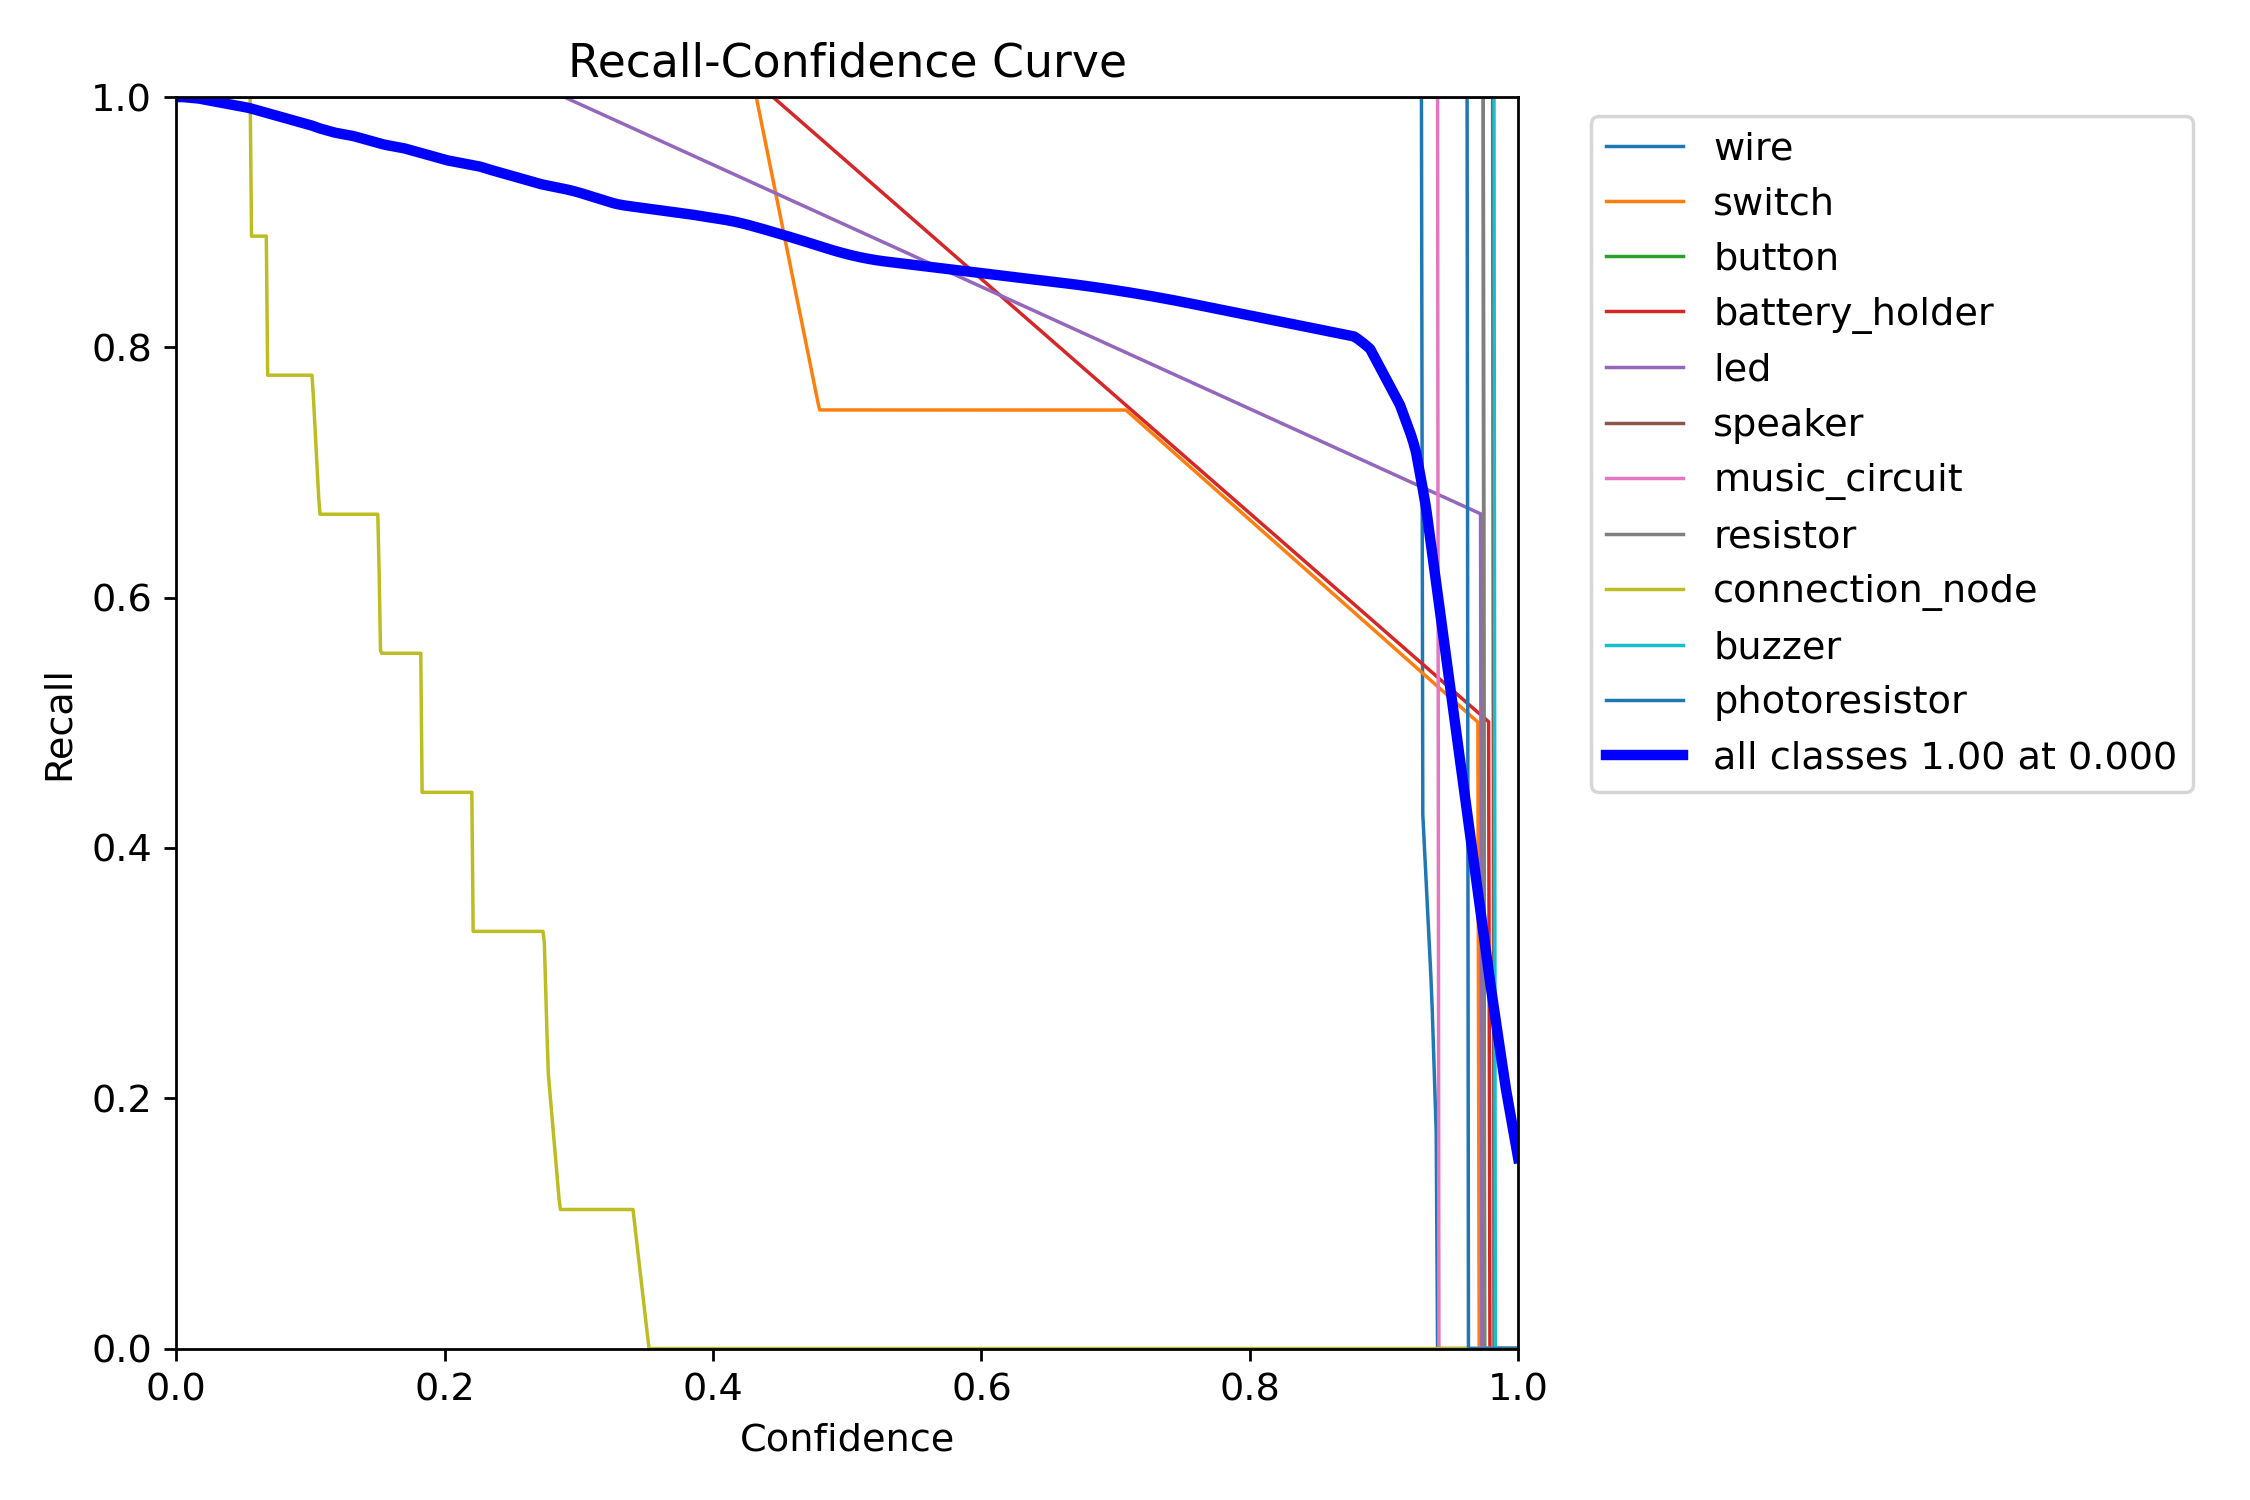 Recall-Confidence Curve
1.0
0.8
0.6
0.4
0.2
0.0
Recall
0.0 0.2 0.4 0.6 0.8 1.0
Confidence
wire
switch
button
battery_holder
led
speaker
music_circuit
resistor
connection_node
buzzer
photoresistor
all classes 1.00 at 0.000